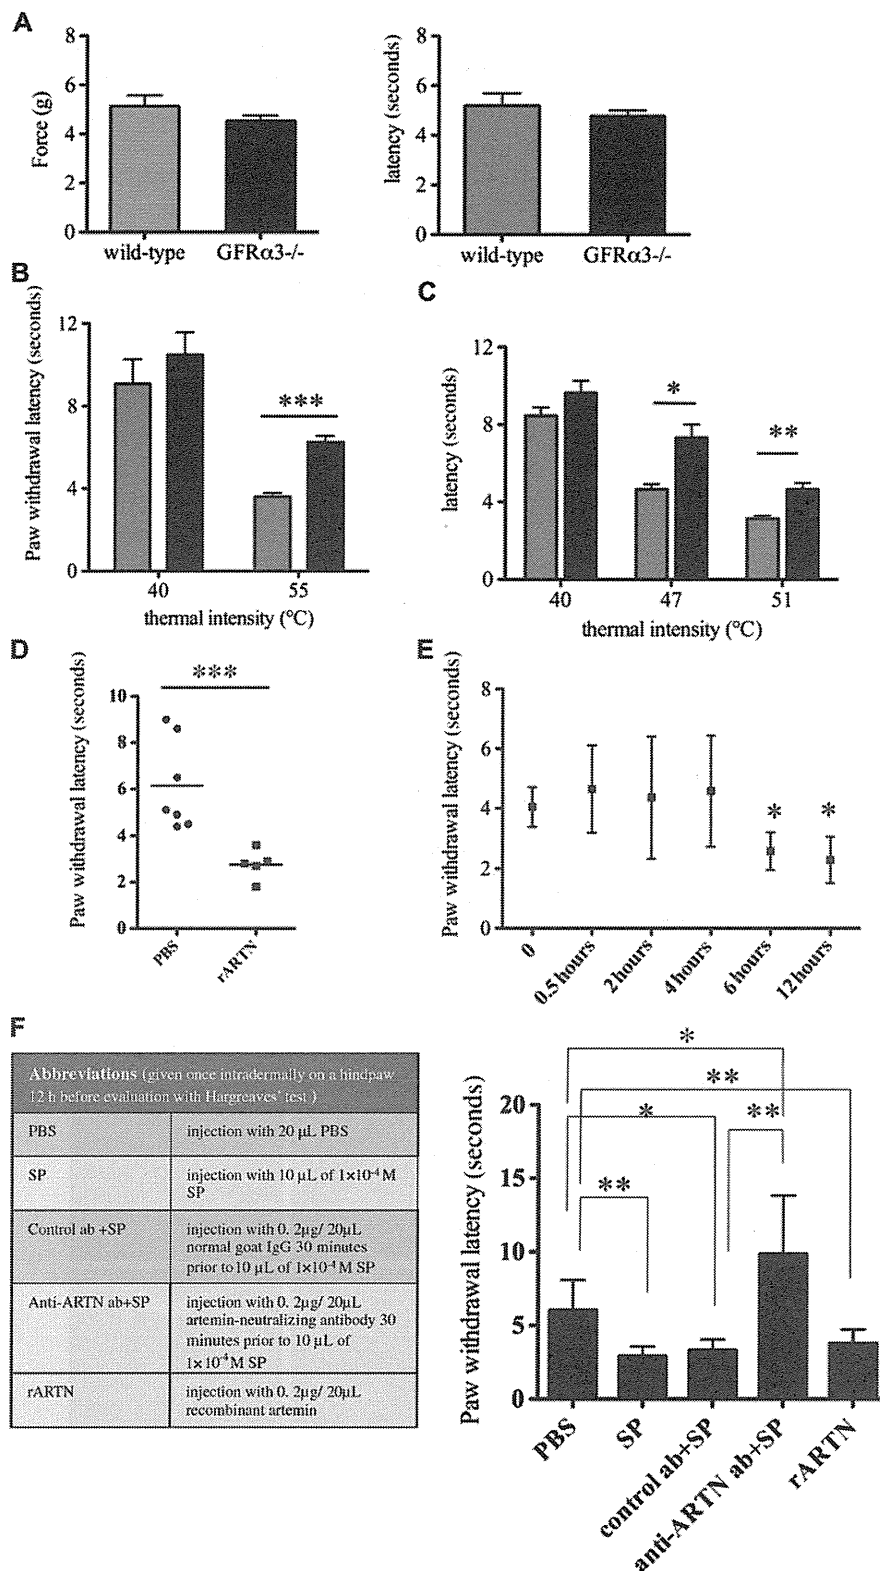 A
8
6
4
2
0
Force (g)
wild-type
GFRα3-/-
8
6
4
2
0
latency (seconds)
wild-type
GFRα3-/-
B
12
8
4
0
Paw withdrawal latency (seconds)
***
40
55
thermal intensity (°C)
C
12
8
4
0
latency (seconds)
*
**
40
47
51
thermal intensity (°C)
D
10
8
6
4
2
0
Paw withdrawal latency (seconds)
***
PBS
rARTN
E
8
6
4
2
0
Paw withdrawal latency (seconds)
*
*
0
0.5 hours
2 hours
4 hours
6 hours
12 hours
F
Abbreviations (given once intradermally on a hindpaw
12 h before evaluation with Hargreaves' test )
PBS
injection with 20 μL PBS
SP
injection with 10 μL of 1×10⁻⁴ M
SP
Control ab +SP
injection with 0. 2μg/ 20μL
normal goat IgG 30 minutes
prior to 10 μL of 1×10⁻⁴ M SP
Anti-ARTN ab+SP
injection with 0. 2μg/ 20μL
artemin-neutralizing antibody 30
minutes prior to 10 μL of
1×10⁻⁴M SP
rARTN
injection with 0. 2μg/ 20μL
recombinant artemin
*
**
*
**
**
20
15
10
5
0
Paw withdrawal latency (seconds)
PBS
SP
control ab+SP
anti-ARTN ab+SP
rARTN